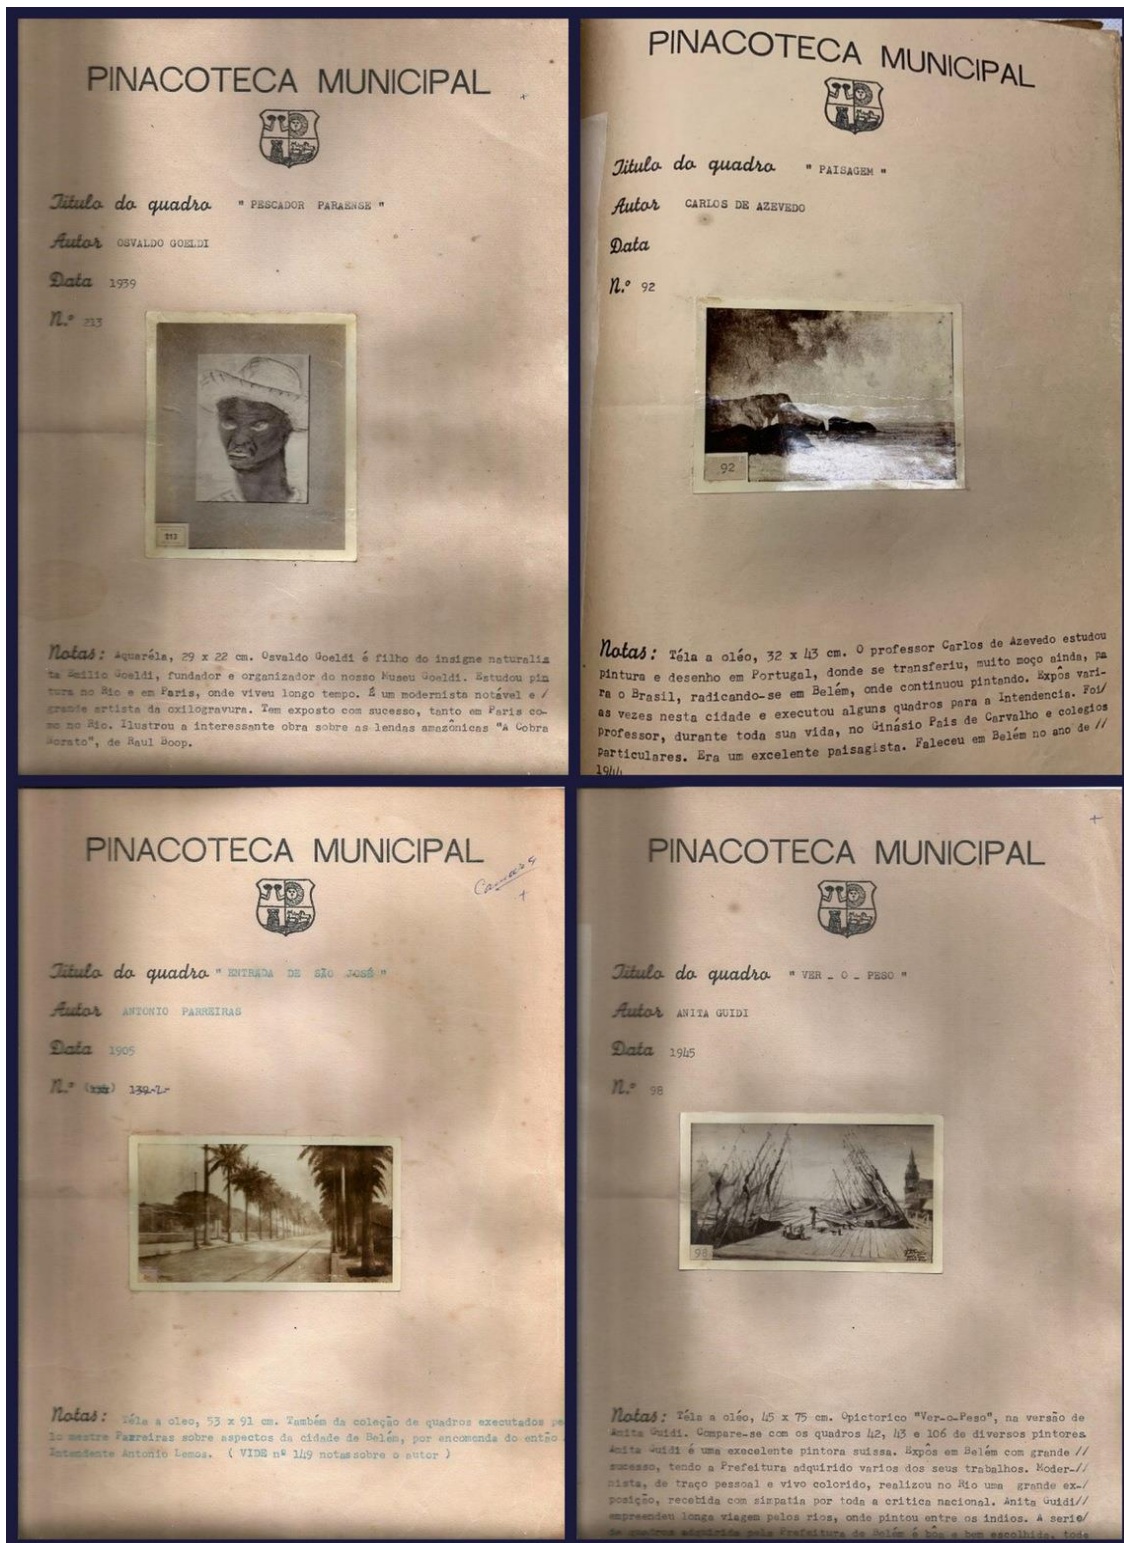 PINACOTECA MUNICIPAL
Titulo do quadro " PESCADOR PARAENSE "
Autor OSVALDO GOELDI
Data 1939
N.º 213
213
Notas: Aquaréla, 29 x 22 cm. Osvaldo Goeldi é filho do insigne naturalis
ta Emilio Goeldi, fundador e organizador do nosso Museu Goeldi. Estudou pin
tura no Rio e em Paris, onde viveu longo tempo. É um modernista notável e /
grande artista da oxilogravura. Tem exposto com sucesso, tanto em Paris co-
mo no Rio. Ilustrou a interessante obra sobre as lendas amazônicas "A Cobra
Norato", de Raul Boop.
PINACOTECA MUNICIPAL
Titulo do quadro " PAISAGEM "
Autor CARLOS DE AZEVEDO
Data
N.º 92
92
Notas: Téla a oléo, 32 x 43 cm. O professor Carlos de Azevedo estudou
pintura e desenho em Portugal, donde se transferiu, muito moço ainda, pa
ra o Brasil, radicando-se em Belém, onde continuou pintando. Expôs vari-
as vezes nesta cidade e executou alguns quadros para a Intendencia. Foi/
professor, durante toda sua vida, no Ginásio Pais de Carvalho e colegios
particulares. Era um excelente paisagista. Faleceu em Belém no ano de //
1944
PINACOTECA MUNICIPAL
Titulo do quadro " ENTRADA DE SÃO JOSÉ "
Autor ANTONIO PARREIRAS
Data 1905
N.º
Notas: Téla a oleo, 53 x 91 cm. Também da coleção de quadros executados pe
lo mestre Parreiras sobre aspectos da cidade de Belém, por encomenda do então
Intendente Antonio Lemos. ( VIDE nº 149 notas sobre o autor )
PINACOTECA MUNICIPAL
Titulo do quadro " VER _ O _ PESO "
Autor ANITA GUIDI
Data 1945
N.º 98
98
Notas: Téla a oléo, 45 x 75 cm. Opictorico "Ver-o-Peso", na versão de
Anita Guidi. Compare-se com os quadros 42, 43 e 106 de diversos pintores
Anita Guidi é uma execelente pintora suissa. Expôs em Belém com grande //
sucesso, tendo a Prefeitura adquirido varios dos seus trabalhos. Moder-//
nista, de traço pessoal e vivo colorido, realizou no Rio uma grande ex-/
posição, recebida com simpatia por toda a critica nacional. Anita Guidi//
empreendeu longa viagem pelos rios, onde pintou entre os indios. A serie/
de quadros adquirida pela Prefeitura de Belém é bôa e bem escolhida, toda